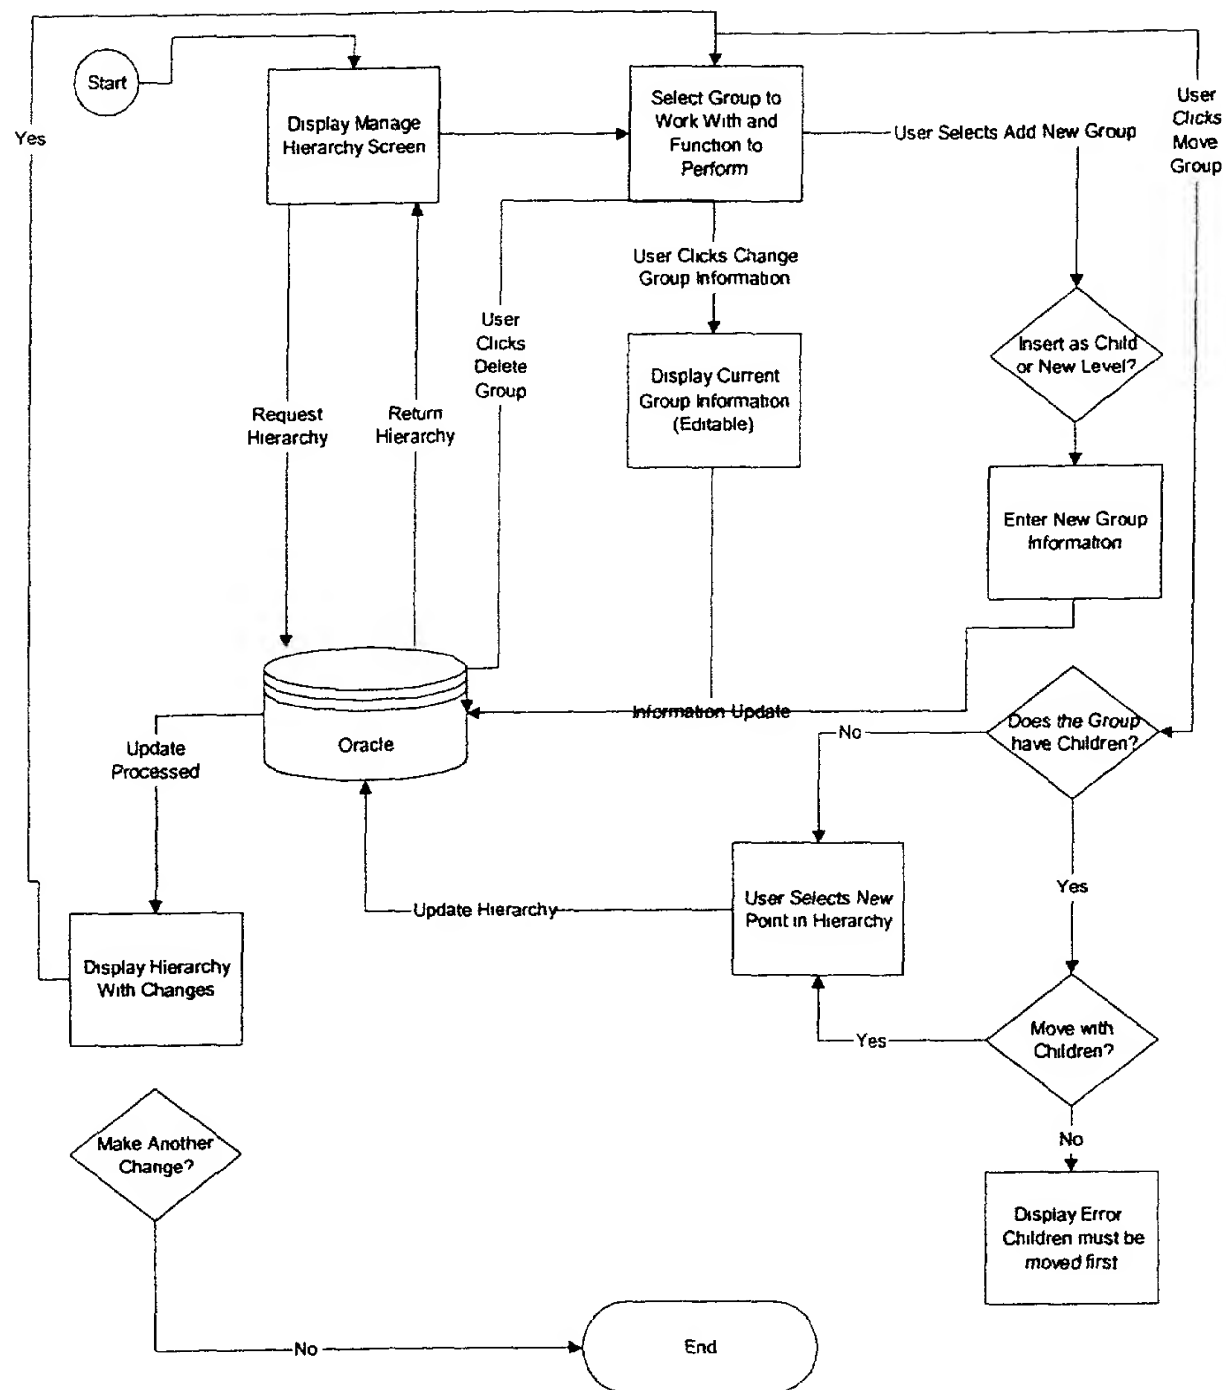 Start
Display Manage
Hierarchy Screen
Select Group to
Work With and
Function to
Perform
User Selects Add New Group
User
Clicks
Move
Group
Yes
User Clicks Change
Group Information
User
Clicks
Delete
Group
Insert as Child
or New Level?
Display Current
Group Information
(Editable)
Request
Hierarchy
Return
Hierarchy
Enter New Group
Information
Information Update
Oracle
Does the Group
have Children?
No
Update
Processed
Yes
User Selects New
Point in Hierarchy
Update Hierarchy
Display Hierarchy
With Changes
Move with
Children?
Yes
No
Make Another
Change?
Display Error
Children must be
moved first
No
End